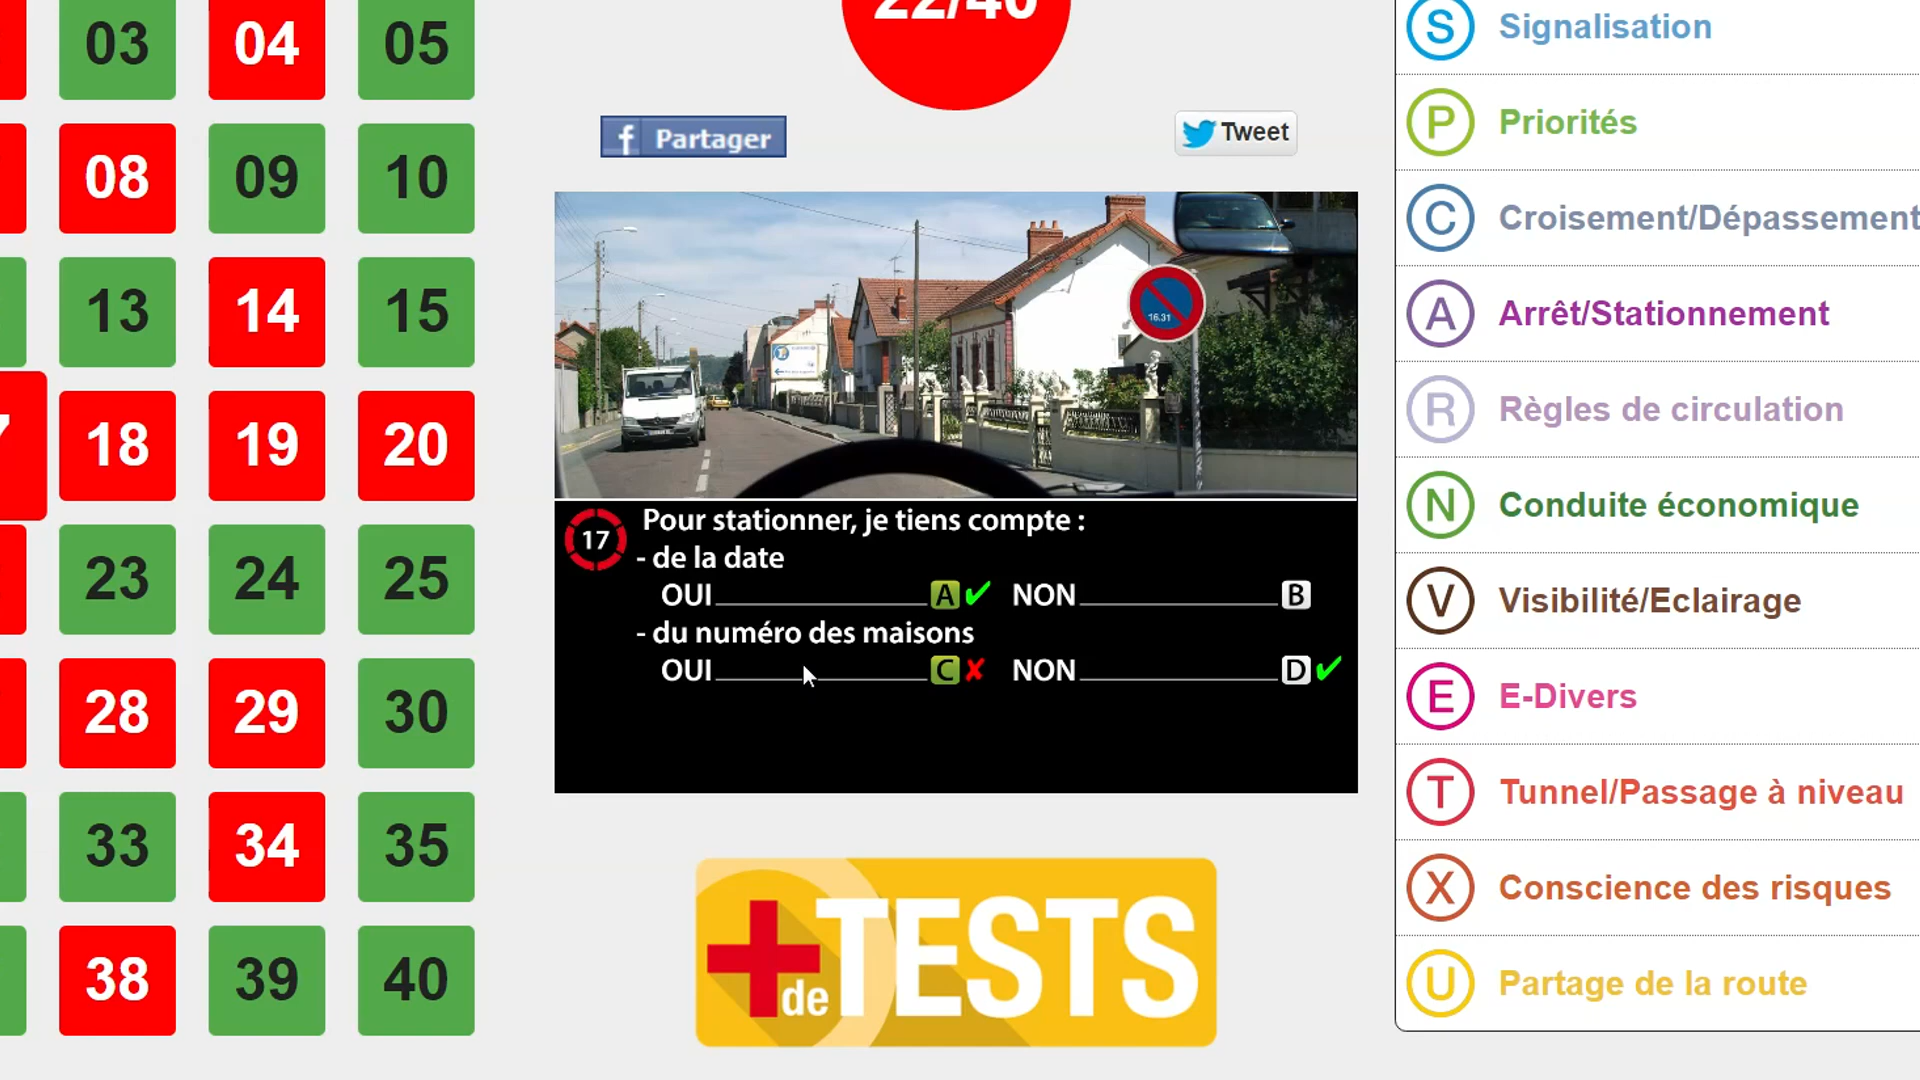 22/40
03
04
05
08
09
10
13
14
15
18
19
20
23
24
25
28
29
30
33
34
35
38
39
40
f Partager
Tweet
16.31
17 Pour stationner, je tiens compte :
- de la date
OUI A NON B
- du numéro des maisons
OUI C NON D
+ de TESTS
S Signalisation
P Priorités
C Croisement/Dépassement
A Arrêt/Stationnement
R Règles de circulation
N Conduite économique
V Visibilité/Eclairage
E E-Divers
T Tunnel/Passage à niveau
X Conscience des risques
U Partage de la route